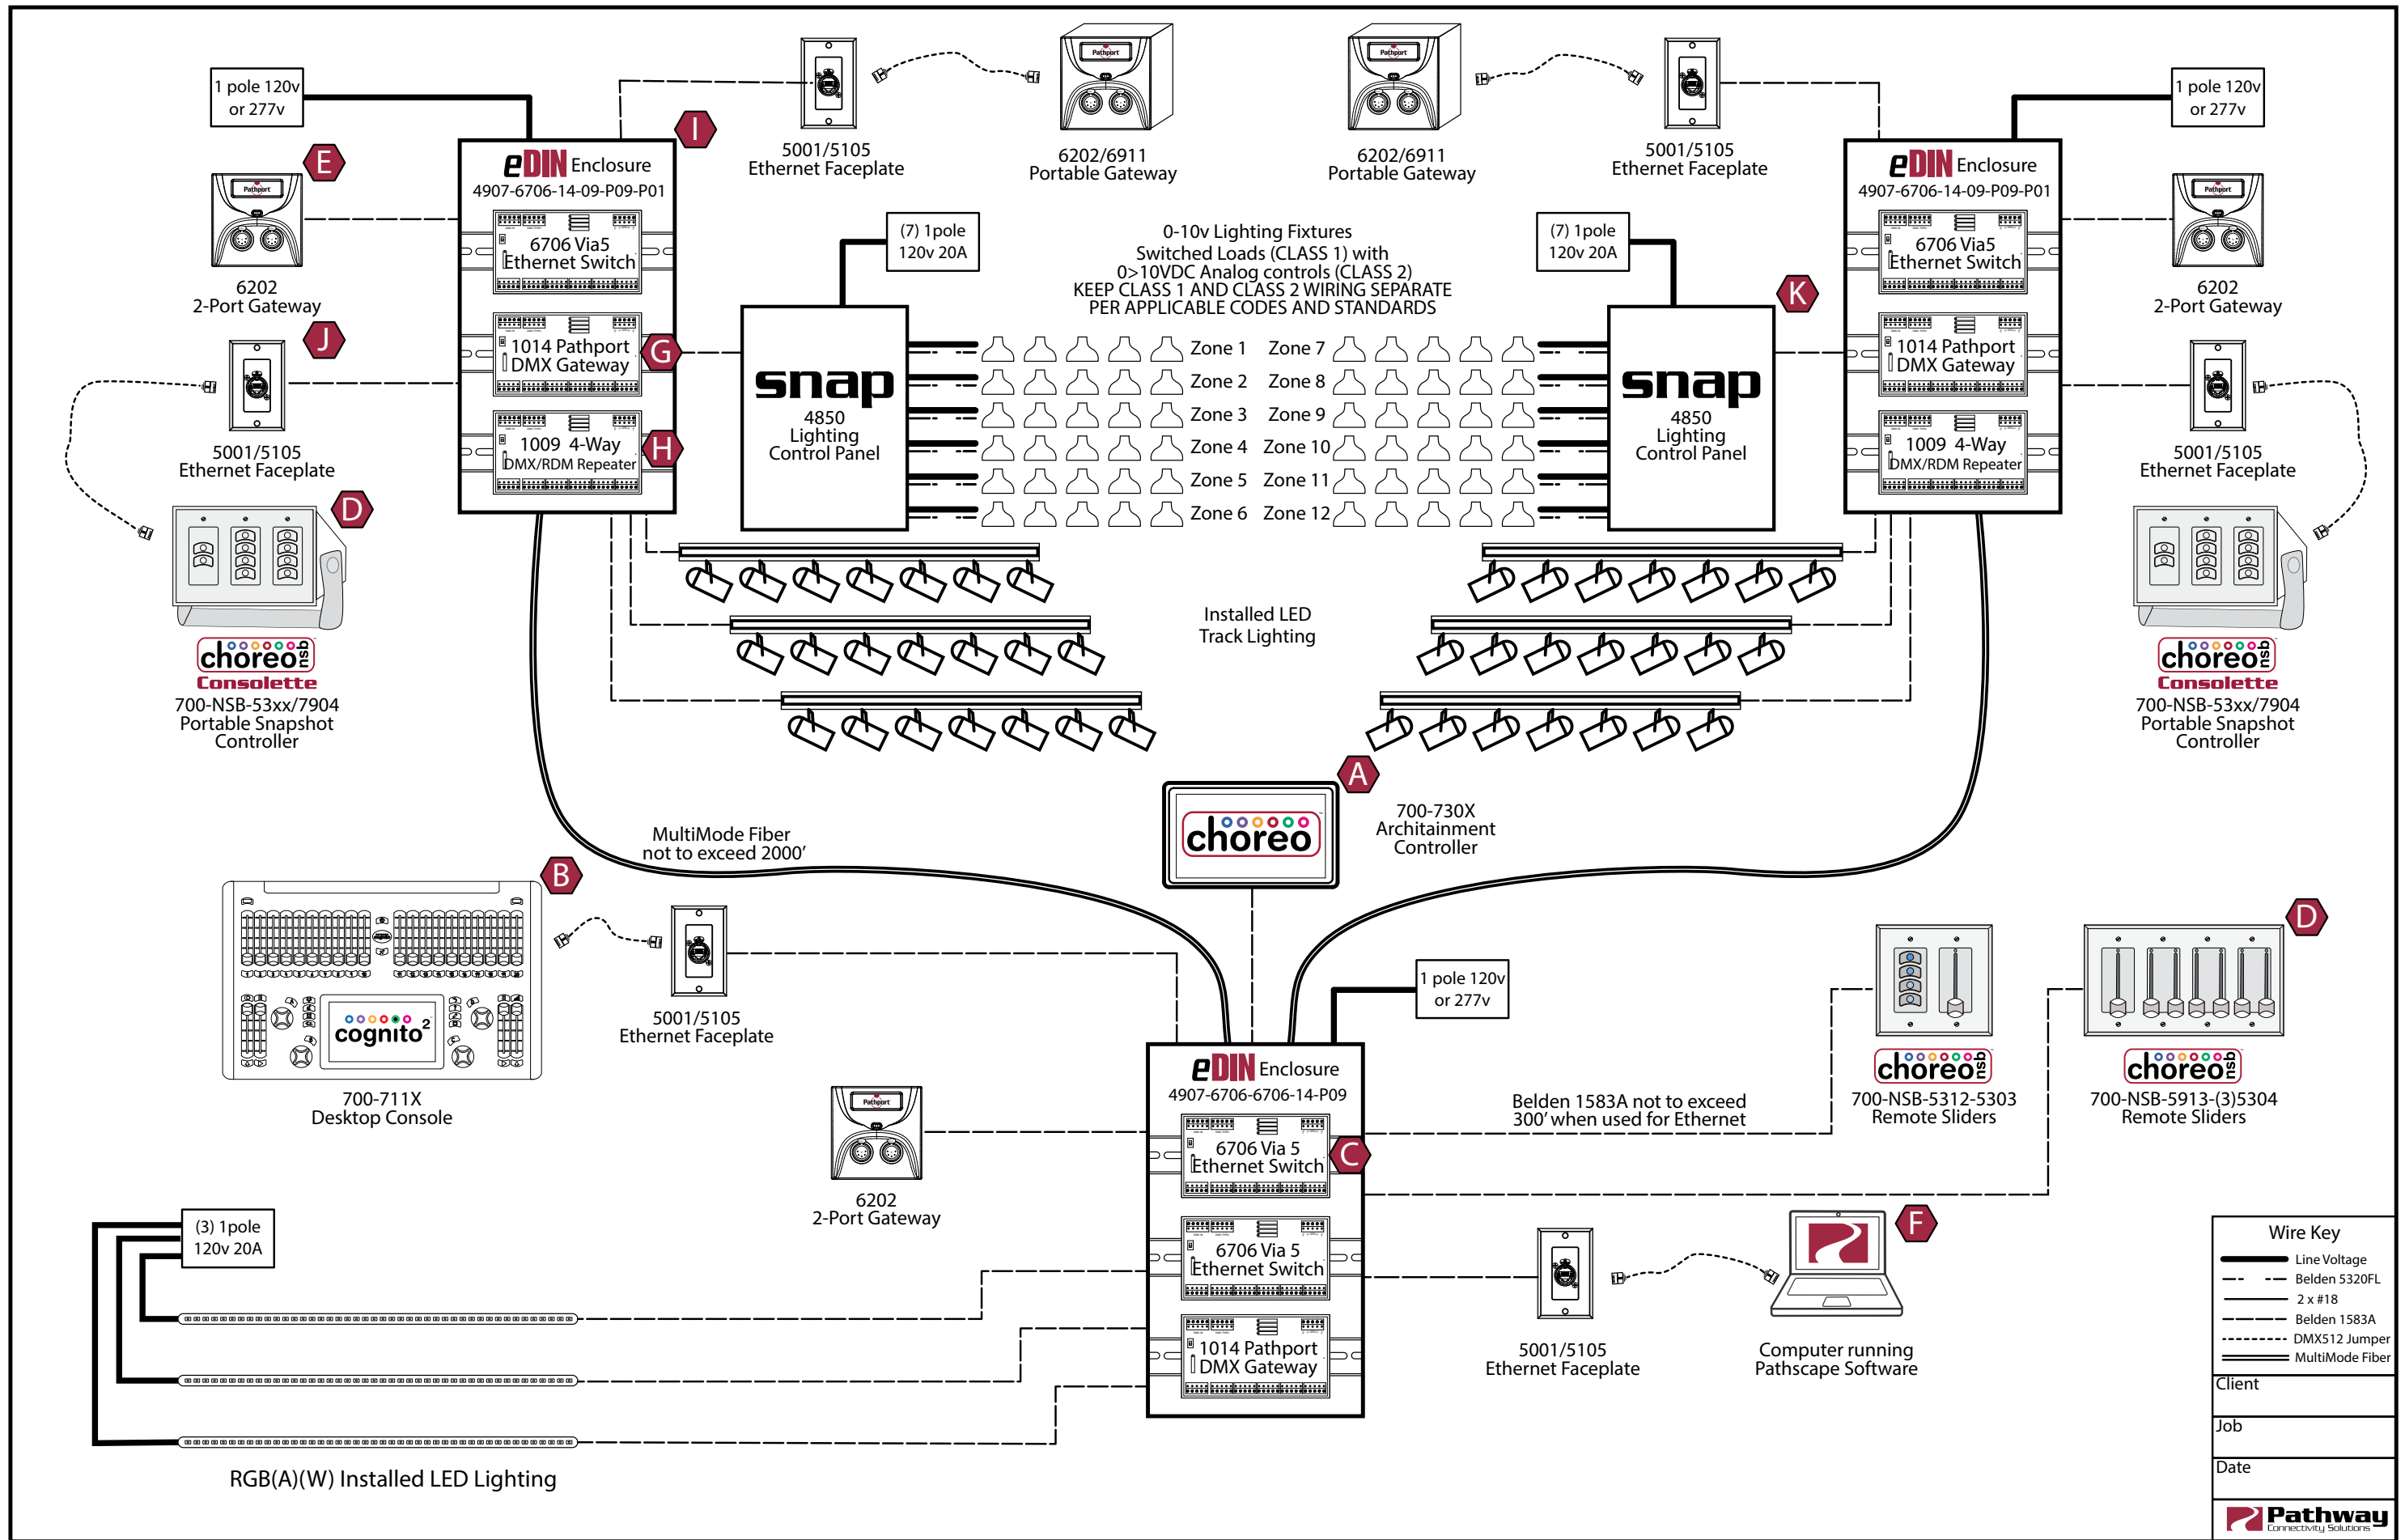 1 pole 120v
or 277v
E
Pathport
6202
2-Port Gateway
J
5001/5105
Ethernet Faceplate
D
choreo nsb
Consolette
700-NSB-53xx/7904
Portable Snapshot
Controller
I
eDIN Enclosure
4907-6706-14-09-P09-P01
6706 Via5
Ethernet Switch
1014 Pathport
DMX Gateway
G
1009 4-Way
DMX/RDM Repeater
H
5001/5105
Ethernet Faceplate
Pathport
6202/6911
Portable Gateway
Pathport
6202/6911
Portable Gateway
5001/5105
Ethernet Faceplate
(7) 1pole
120v 20A
snap
4850
Lighting
Control Panel
0-10v Lighting Fixtures
Switched Loads (CLASS 1) with
0>10VDC Analog controls (CLASS 2)
KEEP CLASS 1 AND CLASS 2 WIRING SEPARATE
PER APPLICABLE CODES AND STANDARDS
Zone 1 Zone 7
Zone 2 Zone 8
Zone 3 Zone 9
Zone 4 Zone 10
Zone 5 Zone 11
Zone 6 Zone 12
(7) 1pole
120v 20A
K
snap
4850
Lighting
Control Panel
1 pole 120v
or 277v
eDIN Enclosure
4907-6706-14-09-P09-P01
6706 Via5
Ethernet Switch
1014 Pathport
DMX Gateway
1009 4-Way
DMX/RDM Repeater
Pathport
6202
2-Port Gateway
5001/5105
Ethernet Faceplate
choreo nsb
Consolette
700-NSB-53xx/7904
Portable Snapshot
Controller
Installed LED
Track Lighting
MultiMode Fiber
not to exceed 2000’
A
choreo
700-730X
Architainment
Controller
B
cognito2
700-711X
Desktop Console
5001/5105
Ethernet Faceplate
1 pole 120v
or 277v
eDIN Enclosure
4907-6706-6706-14-P09
6706 Via 5
Ethernet Switch
C
6706 Via 5
Ethernet Switch
1014 Pathport
DMX Gateway
Pathport
6202
2-Port Gateway
Belden 1583A not to exceed
300’ when used for Ethernet
choreo nsb
700-NSB-5312-5303
Remote Sliders
D
choreo nsb
700-NSB-5913-(3)5304
Remote Sliders
(3) 1pole
120v 20A
RGB(A)(W) Installed LED Lighting
5001/5105
Ethernet Faceplate
F
Computer running
Pathscape Software
Wire Key
Line Voltage
Belden 5320FL
2 x #18
Belden 1583A
DMX512 Jumper
MultiMode Fiber
Client
Job
Date
Pathway
Connectivity Solutions